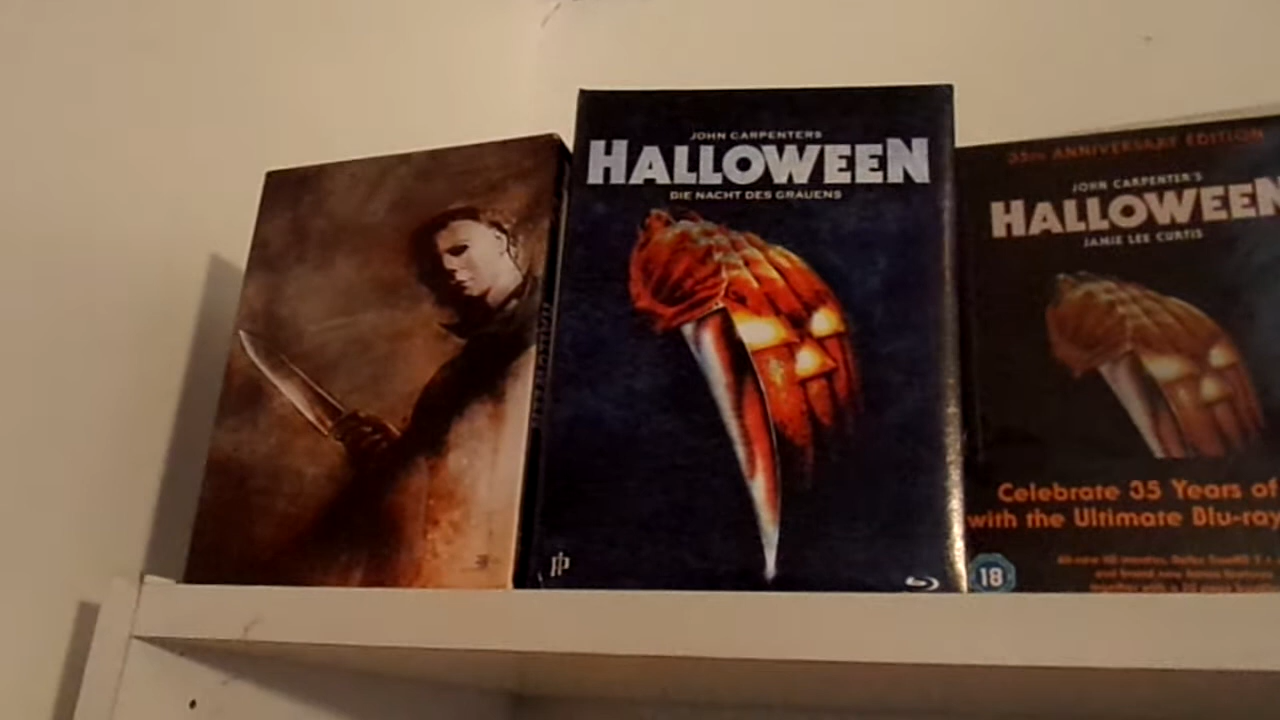 JOHN CARPENTERS
HALLOWEEN
DIE NACHT DES GRAUENS
35TH ANNIVERSARY EDITION
JOHN CARPENTER'S
HALLOWEEN
JAMIE LEE CURTIS
Celebrate 35 Years of
with the Ultimate Blu-ray
18